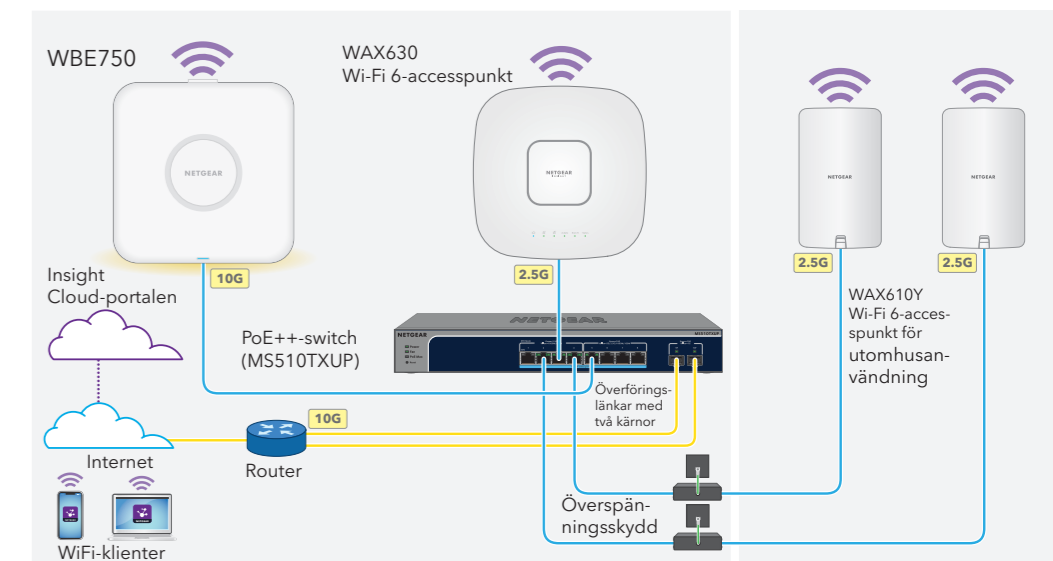 WBE750
WAX630
Wi-Fi 6-accesspunkt
NETGEAR
NETGEAR
NETGEAR
NETGEAR
10G
2.5G
2.5G
2.5G
Insight
Cloud-portalen
PoE++-switch
(MS510TXUP)
NETGEAR
NETGEAR
MS510TXUP
WAX610Y
Wi-Fi 6-acces-
spunkt för
utomhusan-
vändning
Överförings-
länkar med
två kärnor
10G
Internet
Router
Överspän-
ningsskydd
WiFi-klienter